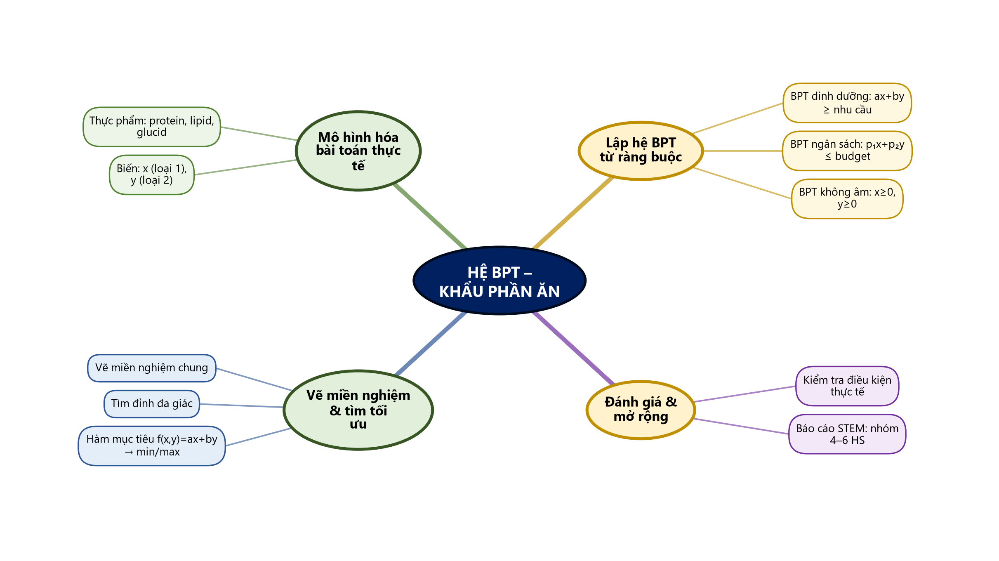 HỆ BPT –
KHẨU PHẦN ĂN
Mô hình hóa
bài toán thực
tế
Thực phẩm: protein, lipid,
glucid
Biến: x (loại 1),
y (loại 2)
Lập hệ BPT
từ ràng buộc
BPT dinh dưỡng: ax+by
≥ nhu cầu
BPT ngân sách: p₁x+p₂y
≤ budget
BPT không âm: x≥0,
y≥0
Vẽ miền nghiệm
& tìm tối
ưu
Vẽ miền nghiệm chung
Tìm đỉnh đa giác
Hàm mục tiêu f(x,y)=ax+by
→ min/max
Đánh giá &
mở rộng
Kiểm tra điều kiện
thực tế
Báo cáo STEM: nhóm
4–6 HS